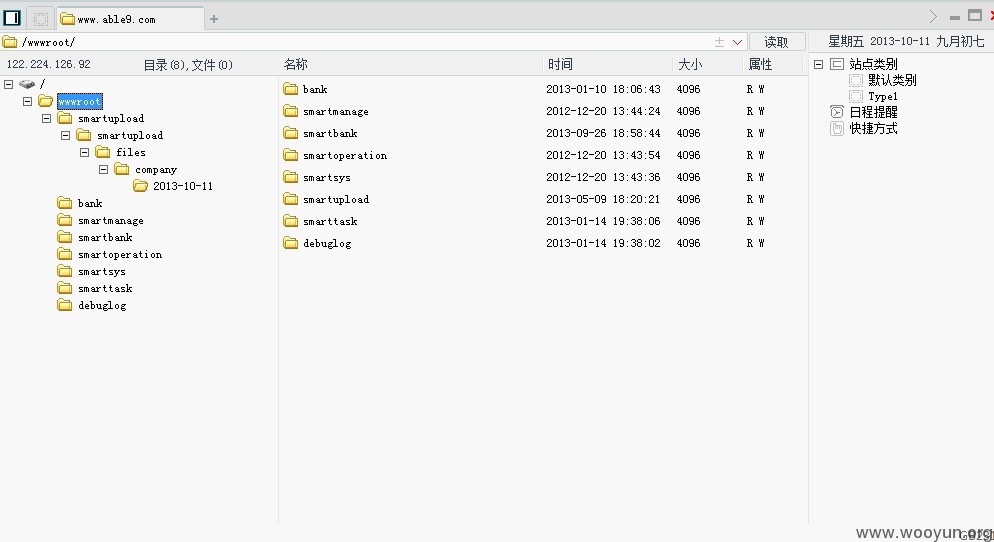 www.able9.com
/wwwroot/
读取
星期五 2013-10-11 九月初七
122.224.126.92
目录(8),文件(0)
名称
时间
大小
属性
/
wwwroot
smartupload
smartupload
files
company
2013-10-11
bank
smartmanage
smartbank
smartoperation
smartsys
smarttask
debuglog
bank 2013-01-10 18:06:43 4096 R W
smartmanage 2012-12-20 13:44:24 4096 R W
smartbank 2013-09-26 18:58:44 4096 R W
smartoperation 2012-12-20 13:43:54 4096 R W
smartsys 2012-12-20 13:43:36 4096 R W
smartupload 2013-05-09 18:20:21 4096 R W
smarttask 2013-01-14 19:38:06 4096 R W
debuglog 2013-01-14 19:38:02 4096 R W
站点类别
默认类别
Type1
日程提醒
快捷方式
www.wooyun.org